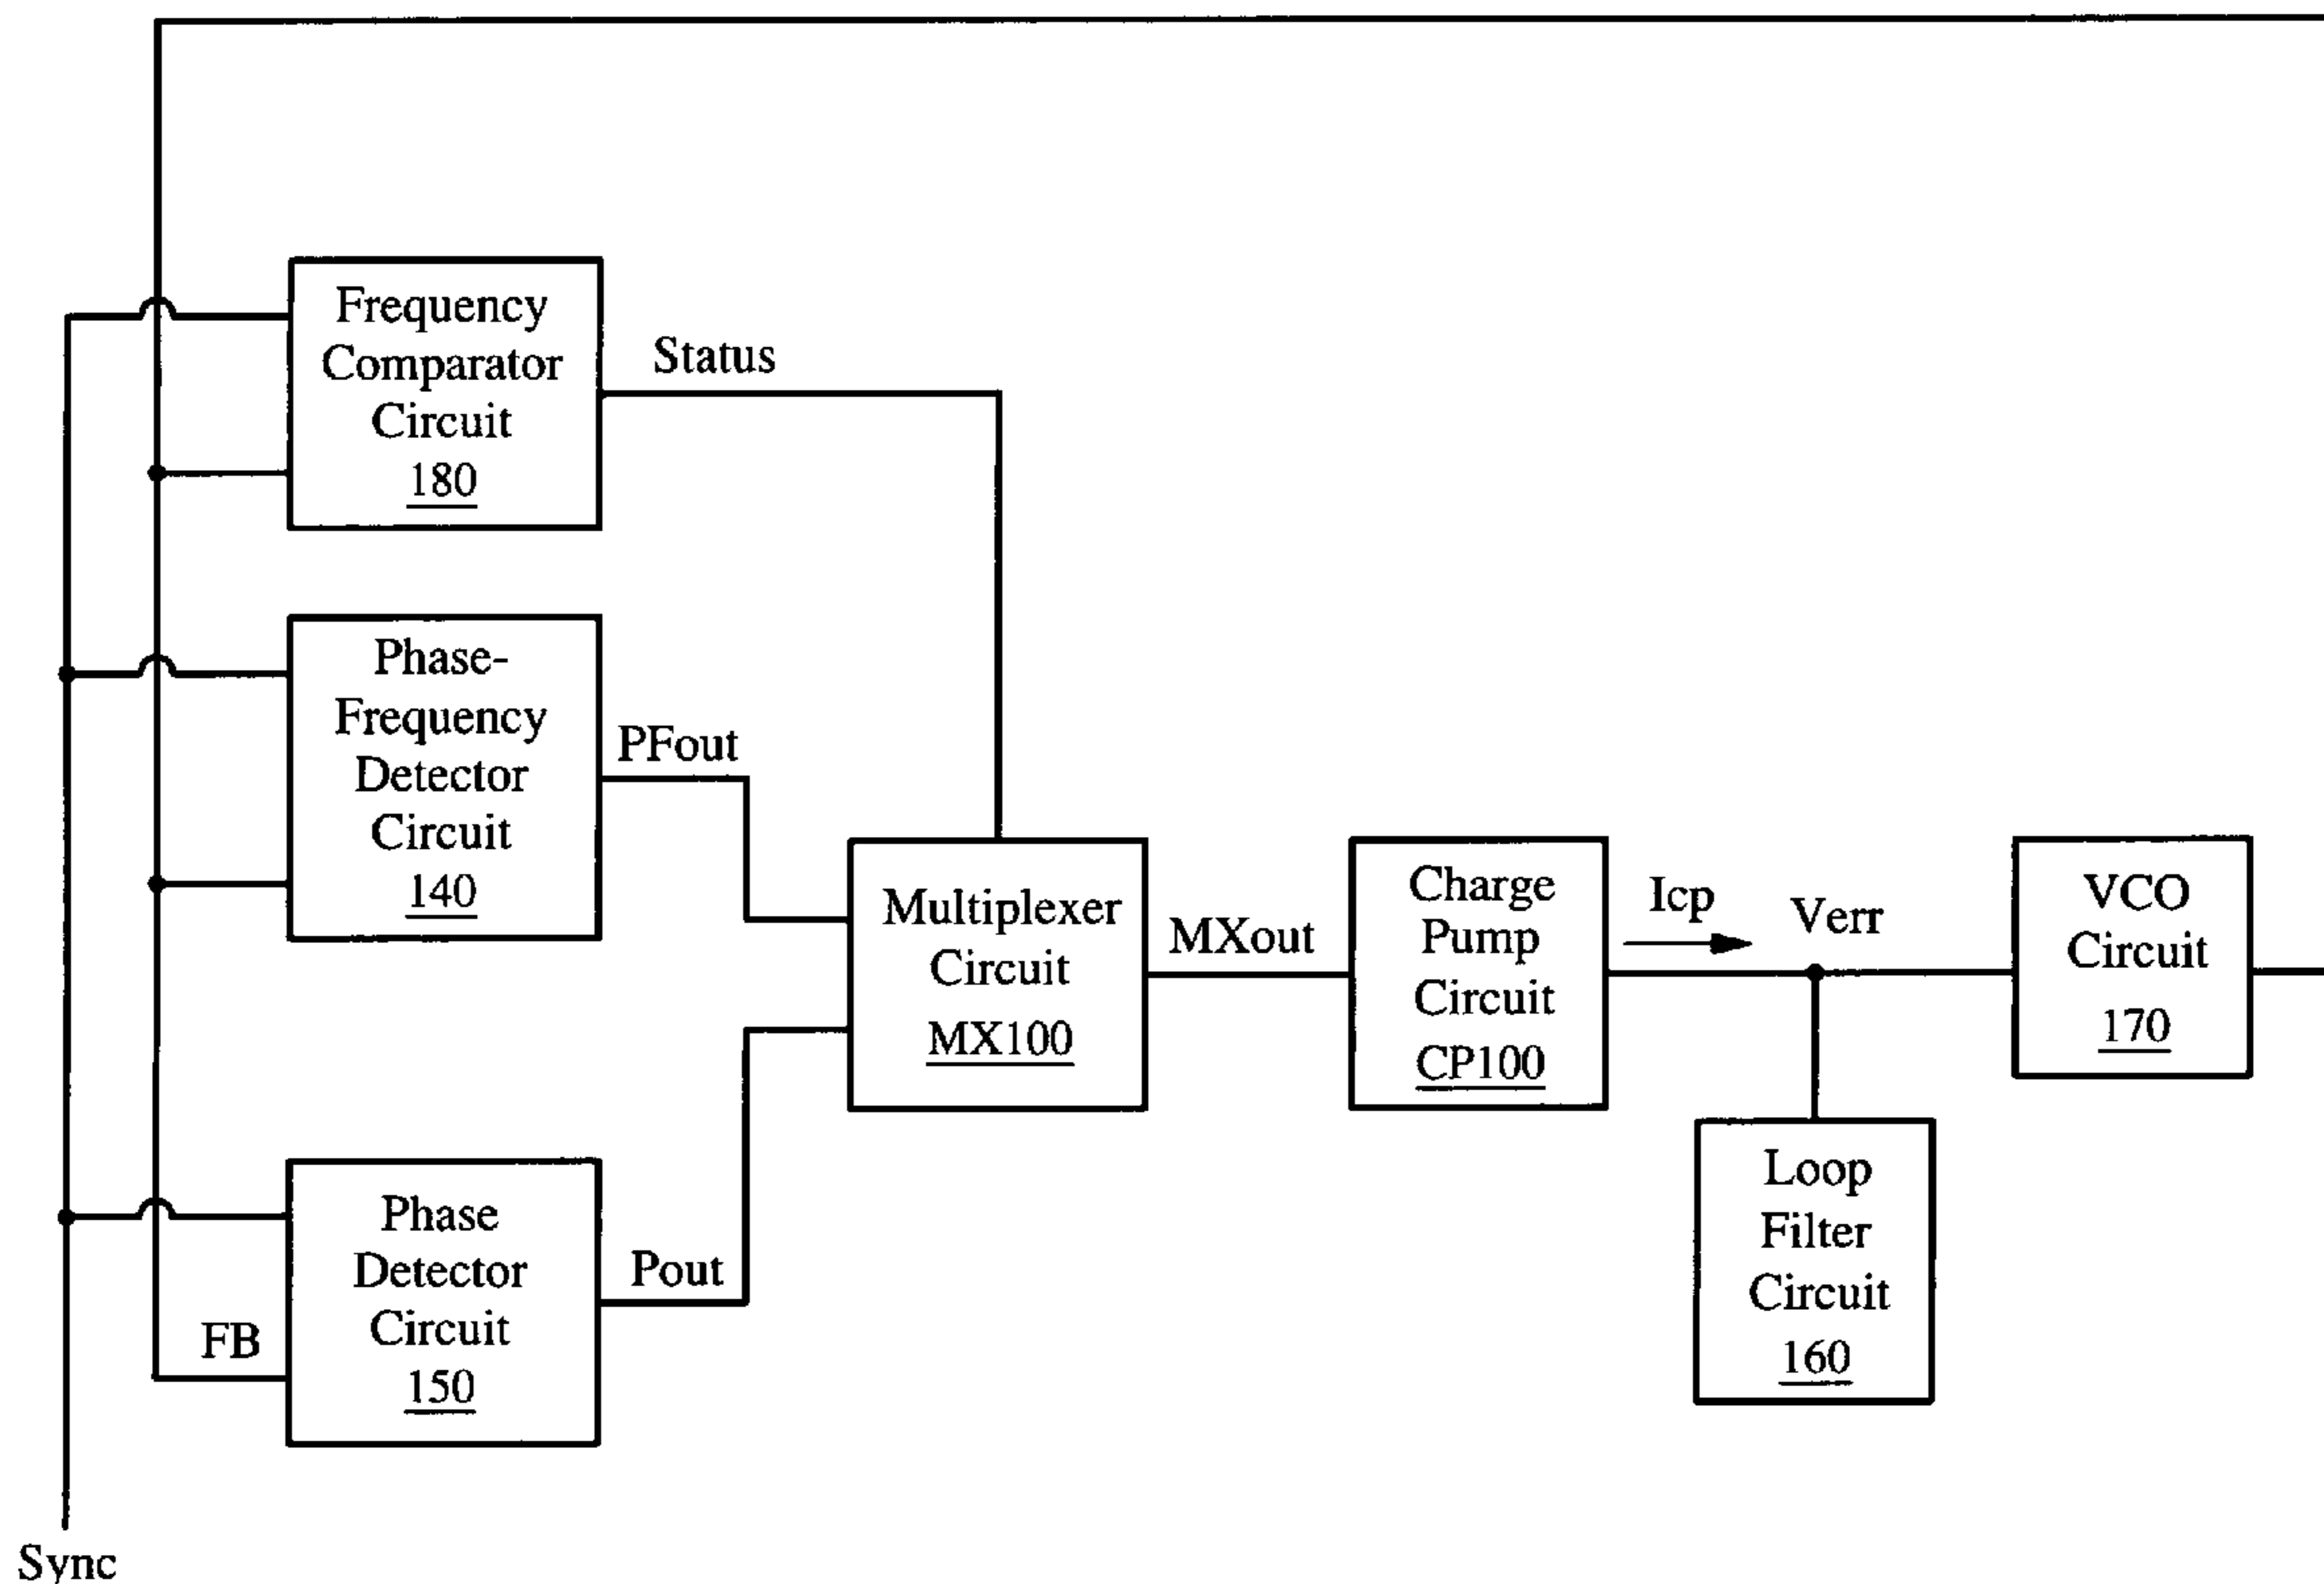 Frequency
Comparator
Circuit
180
Status
Phase-
Frequency
Detector
Circuit
140
PFout
Multiplexer
Circuit
MX100
MXout
Charge
Pump
Circuit
CP100
Icp
Verr
VCO
Circuit
170
Loop
Filter
Circuit
160
Phase
Detector
Circuit
150
Pout
FB
Sync